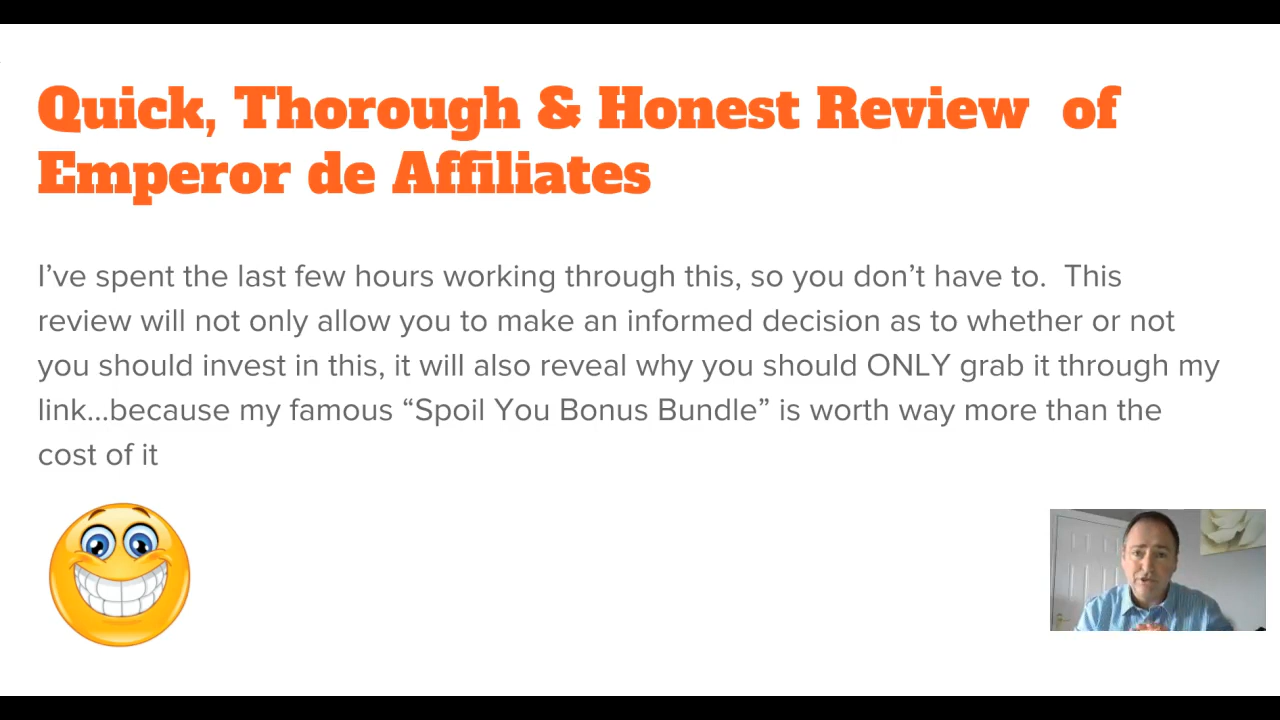 Quick, Thorough & Honest Review  of
Emperor de Affiliates
I’ve spent the last few hours working through this, so you don’t have to.  This
review will not only allow you to make an informed decision as to whether or not
you should invest in this, it will also reveal why you should ONLY grab it through my
link...because my famous “Spoil You Bonus Bundle” is worth way more than the
cost of it